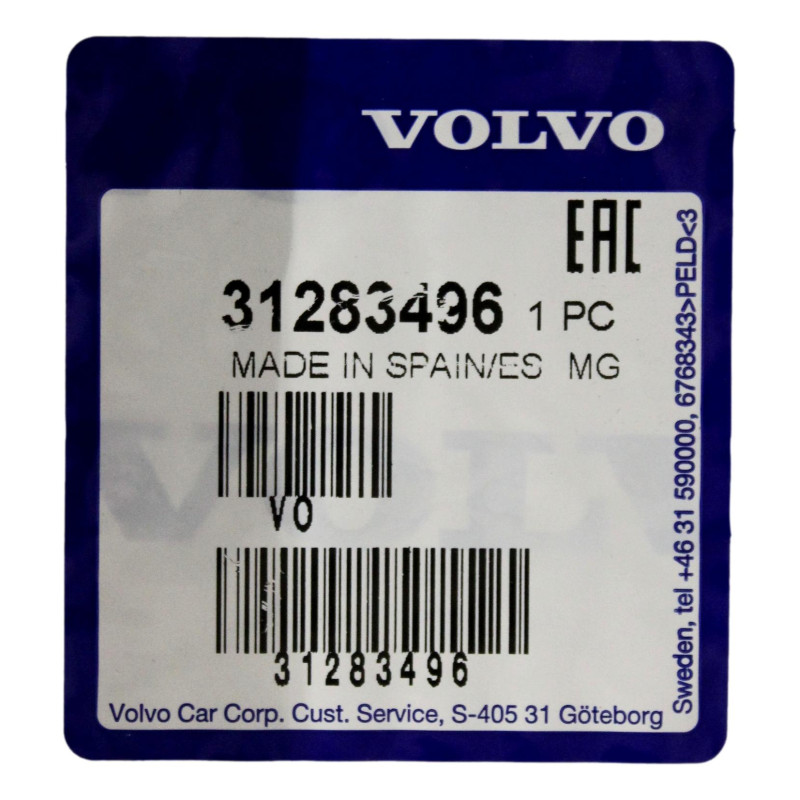 VOLVO
EAC
31283496 1 PC
MADE IN SPAIN/ES MG
VO
31283496
Volvo Car Corp. Cust. Service, S-405 31 Göteborg
Sweden, tel +46 31 590000, 6768343>PELD<3